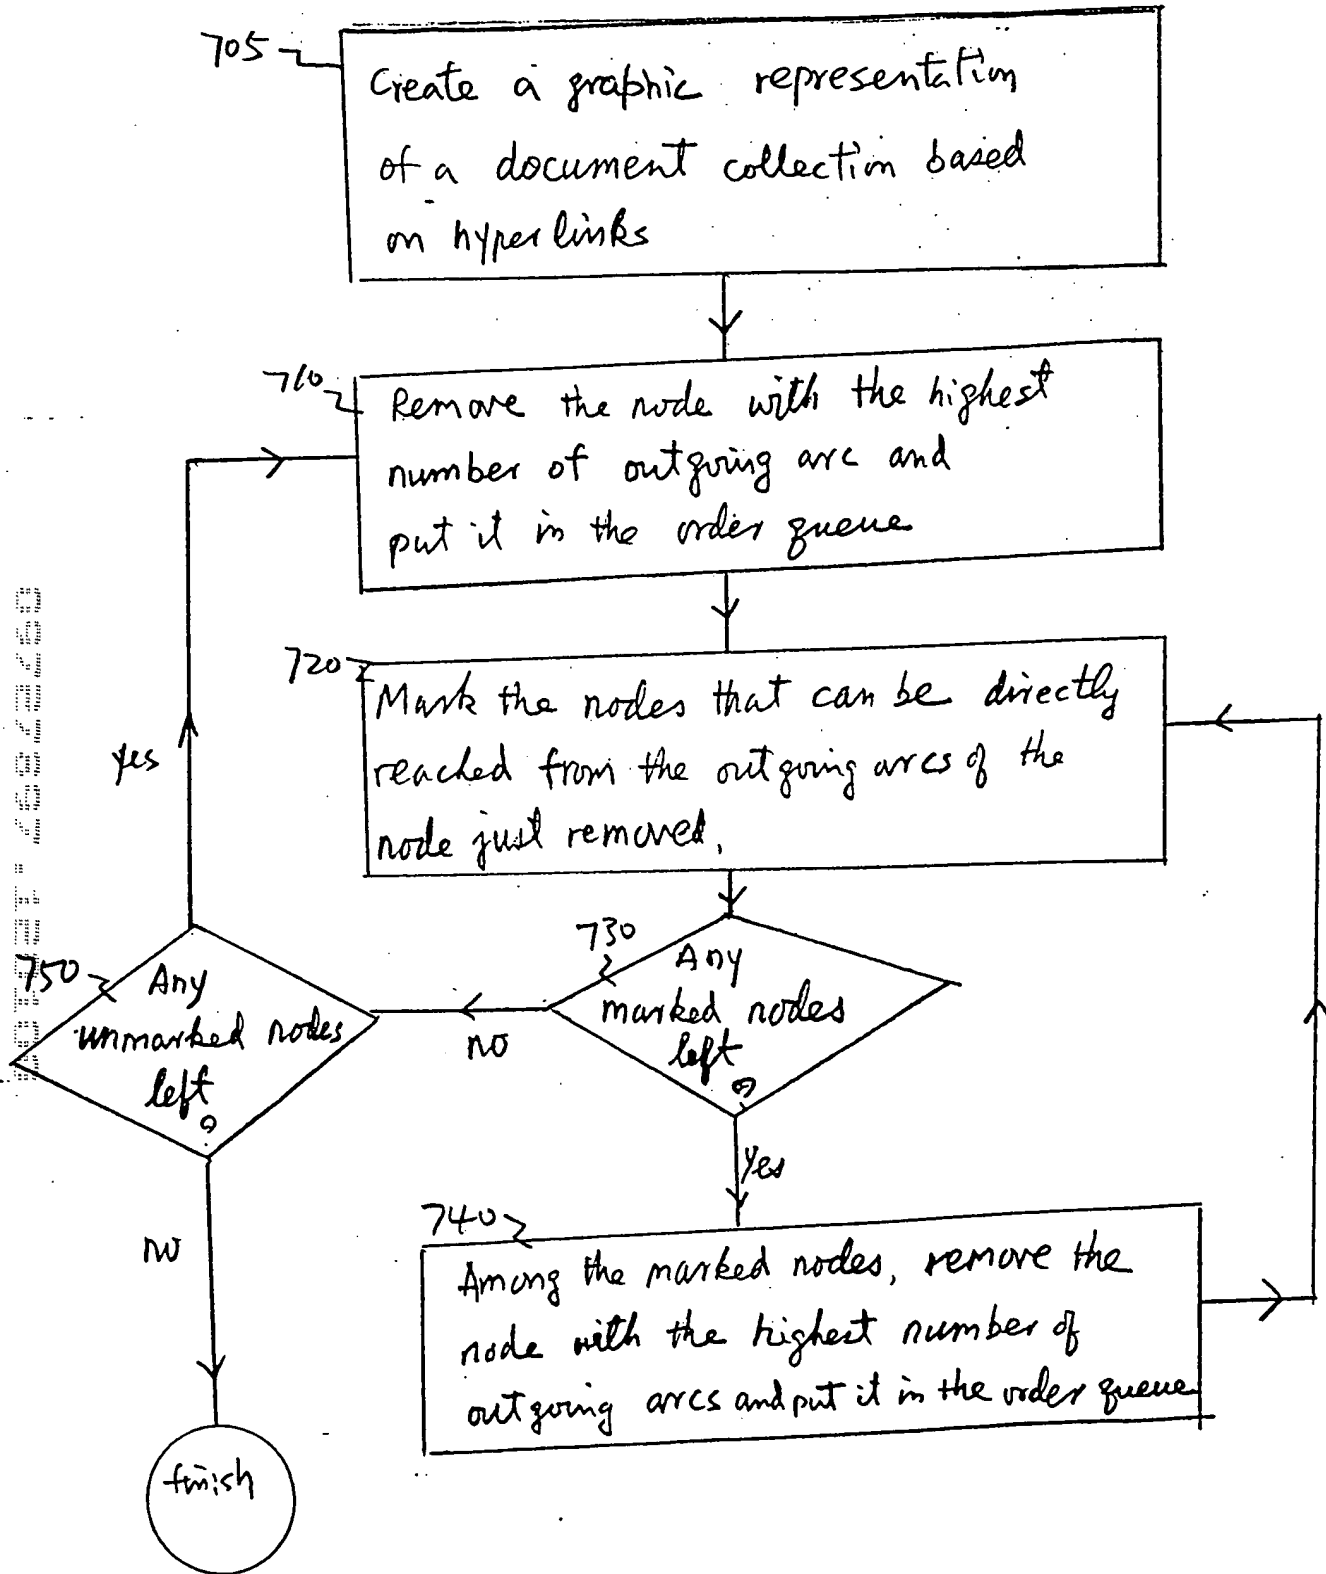 705
Create a graphic representation
of a document collection based
on hyperlinks
710
Remove the node with the highest
number of outgoing arc and
put it in the order queue
720
Mark the nodes that can be directly
reached from the outgoing arcs of the
node just removed,
yes
730
Any
marked nodes
left ?
750
Any
unmarked nodes
left ?
no
Yes
no
740
Among the marked nodes, remove the
node with the highest number of
outgoing arcs and put it in the order queue
finish